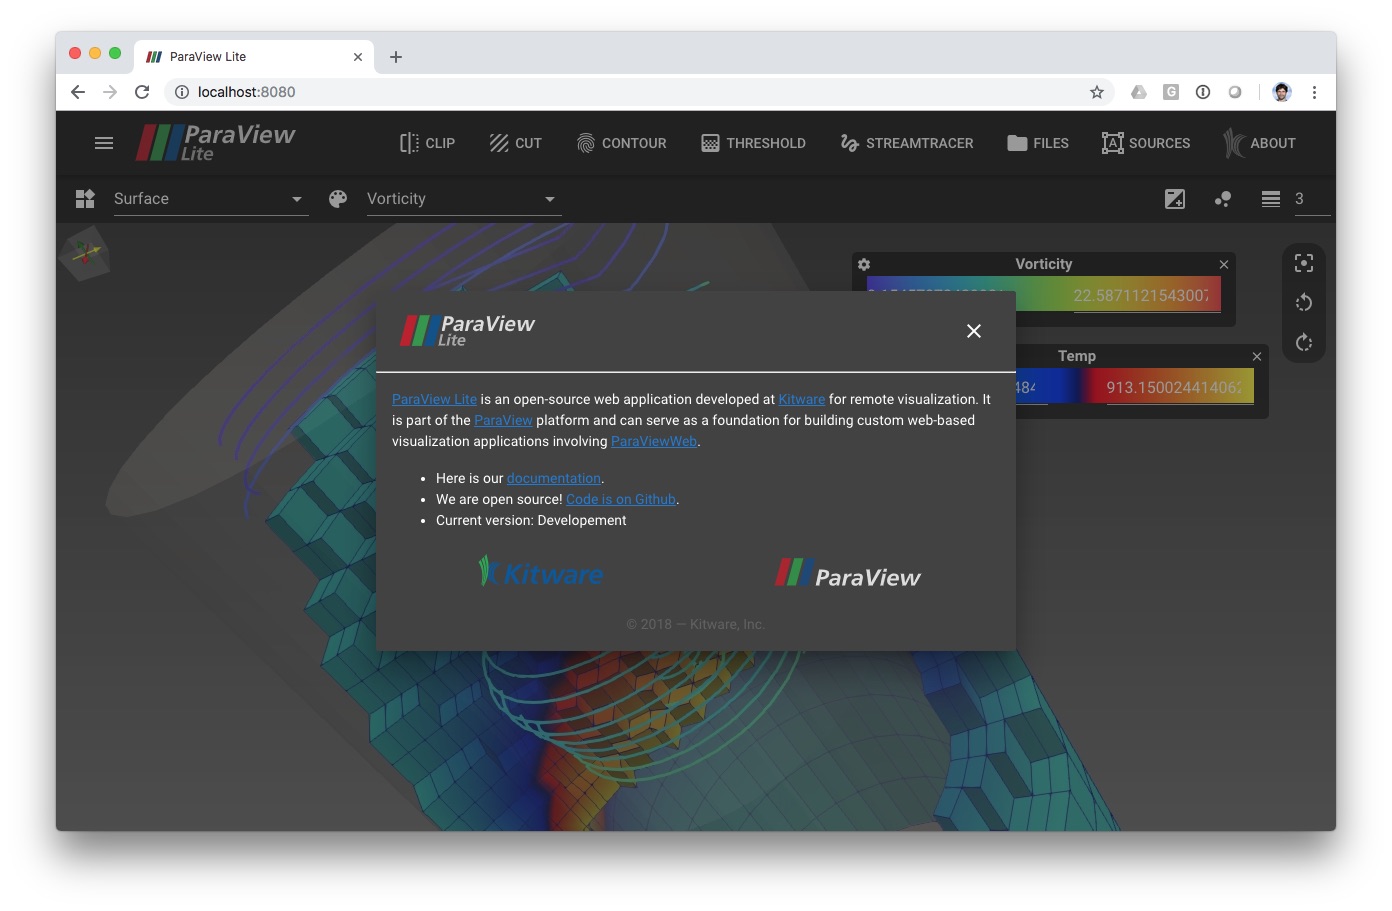 ParaView Lite
localhost:8080
ParaView
Lite
CLIP
CUT
CONTOUR
THRESHOLD
STREAMTRACER
FILES
SOURCES
ABOUT
Surface
Vorticity
3
Vorticity
22.5871121543007
Temp
913.150024414062
ParaView
Lite
ParaView Lite is an open-source web application developed at Kitware for remote visualization. It
is part of the ParaView platform and can serve as a foundation for building custom web-based
visualization applications involving ParaViewWeb.
Here is our documentation.
We are open source! Code is on Github.
Current version: Developement
Kitware
ParaView
© 2018 — Kitware, Inc.